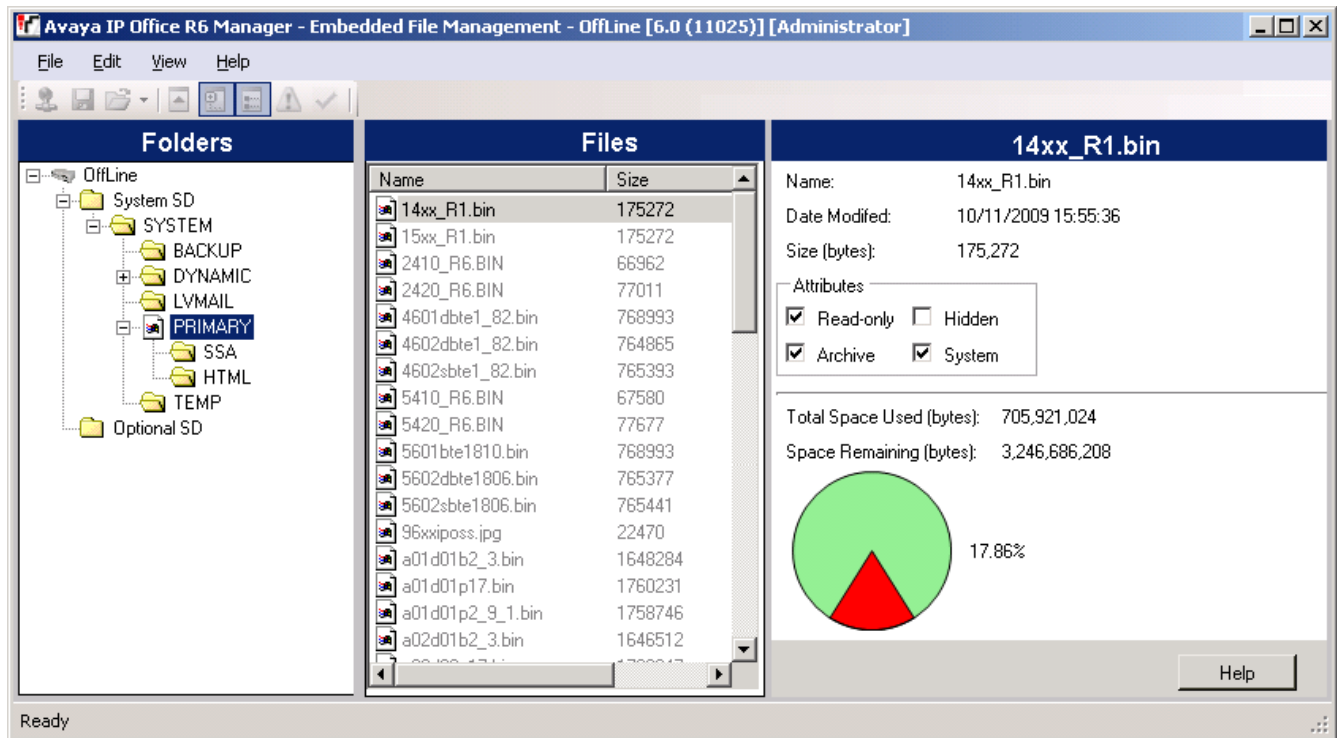 Avaya IP Office R6 Manager - Embedded File Management - OffLine [6.0 (11025)] [Administrator]
File Edit View Help
Folders
OffLine
System SD
SYSTEM
BACKUP
DYNAMIC
LVMAIL
PRIMARY
SSA
HTML
TEMP
Optional SD
Files
Name Size
14xx_R1.bin 175272
15xx_R1.bin 175272
2410_R6.BIN 66962
2420_R6.BIN 77011
4601dbte1_82.bin 768993
4602dbte1_82.bin 764865
4602sbte1_82.bin 765393
5410_R6.BIN 67580
5420_R6.BIN 77677
5601bte1810.bin 768993
5602dbte1806.bin 765377
5602sbte1806.bin 765441
96xxiposs.jpg 22470
a01d01b2_3.bin 1648284
a01d01p17.bin 1760231
a01d01p2_9_1.bin 1758746
a02d01b2_3.bin 1646512
14xx_R1.bin
Name: 14xx_R1.bin
Date Modifed: 10/11/2009 15:55:36
Size (bytes): 175,272
Attributes
Read-only Hidden
Archive System
Total Space Used (bytes): 705,921,024
Space Remaining (bytes): 3,246,686,208
17.86%
Help
Ready